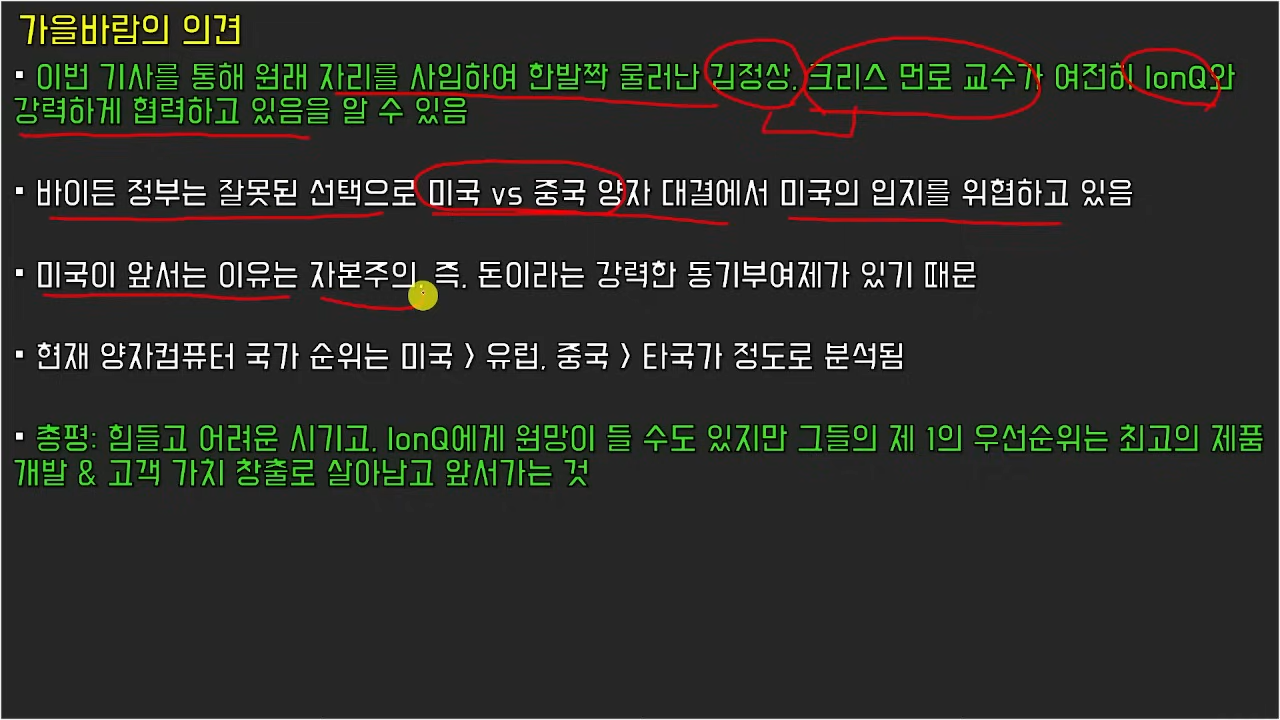 가을바람의 의견
▪ 이번 기사를 통해 원래 자리를 사임하여 한발짝 물러난 김정상, 크리스 먼로 교수가 여전히 IonQ와
강력하게 협력하고 있음을 알 수 있음
▪ 바이든 정부는 잘못된 선택으로 미국 vs 중국 양자 대결에서 미국의 입지를 위협하고 있음
▪ 미국이 앞서는 이유는 자본주의, 즉, 돈이라는 강력한 동기부여제가 있기 때문
▪ 현재 양자컴퓨터 국가 순위는 미국 > 유럽, 중국 > 타국가 정도로 분석됨
▪ 총평: 힘들고 어려운 시기고, IonQ에게 원망이 들 수도 있지만 그들의 제 1의 우선순위는 최고의 제품
개발 & 고객 가치 창출로 살아남고 앞서가는 것